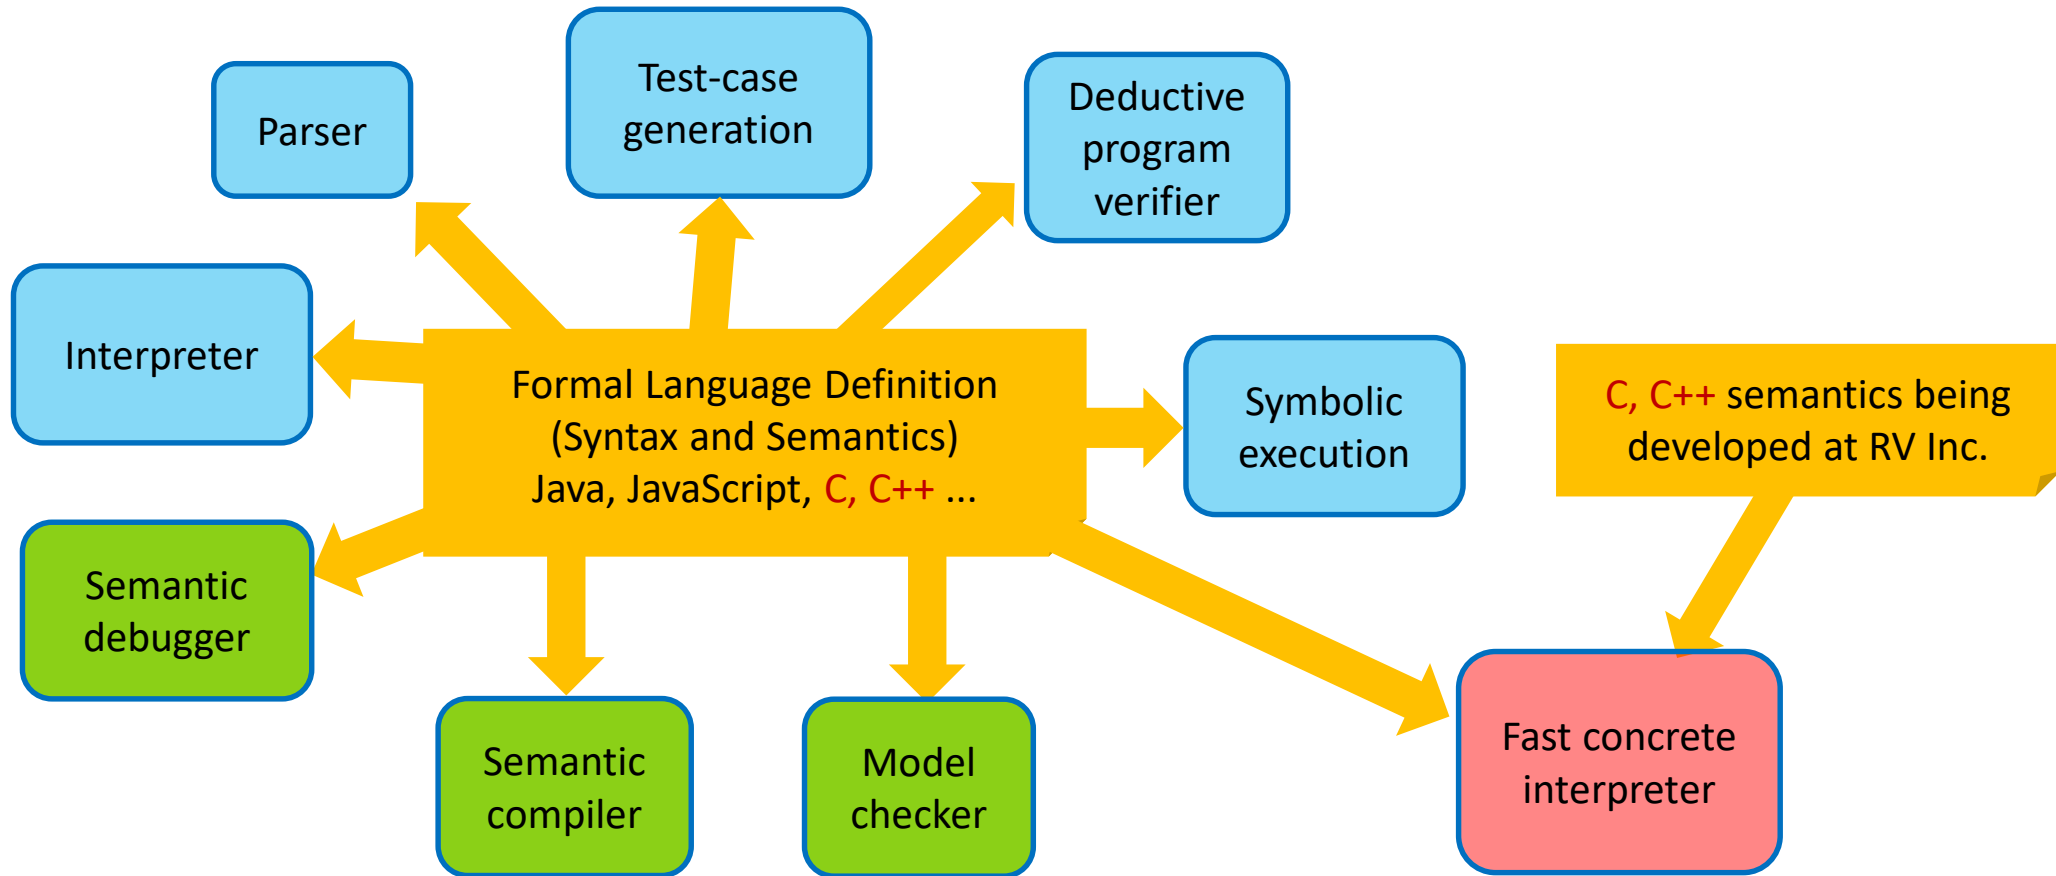 Parser
Test-case
generation
Deductive
program
verifier
Interpreter
Formal Language Definition
(Syntax and Semantics)
Java, JavaScript, C, C++ ...
Symbolic
execution
C, C++ semantics being
developed at RV Inc.
Semantic
debugger
Semantic
compiler
Model
checker
Fast concrete
interpreter